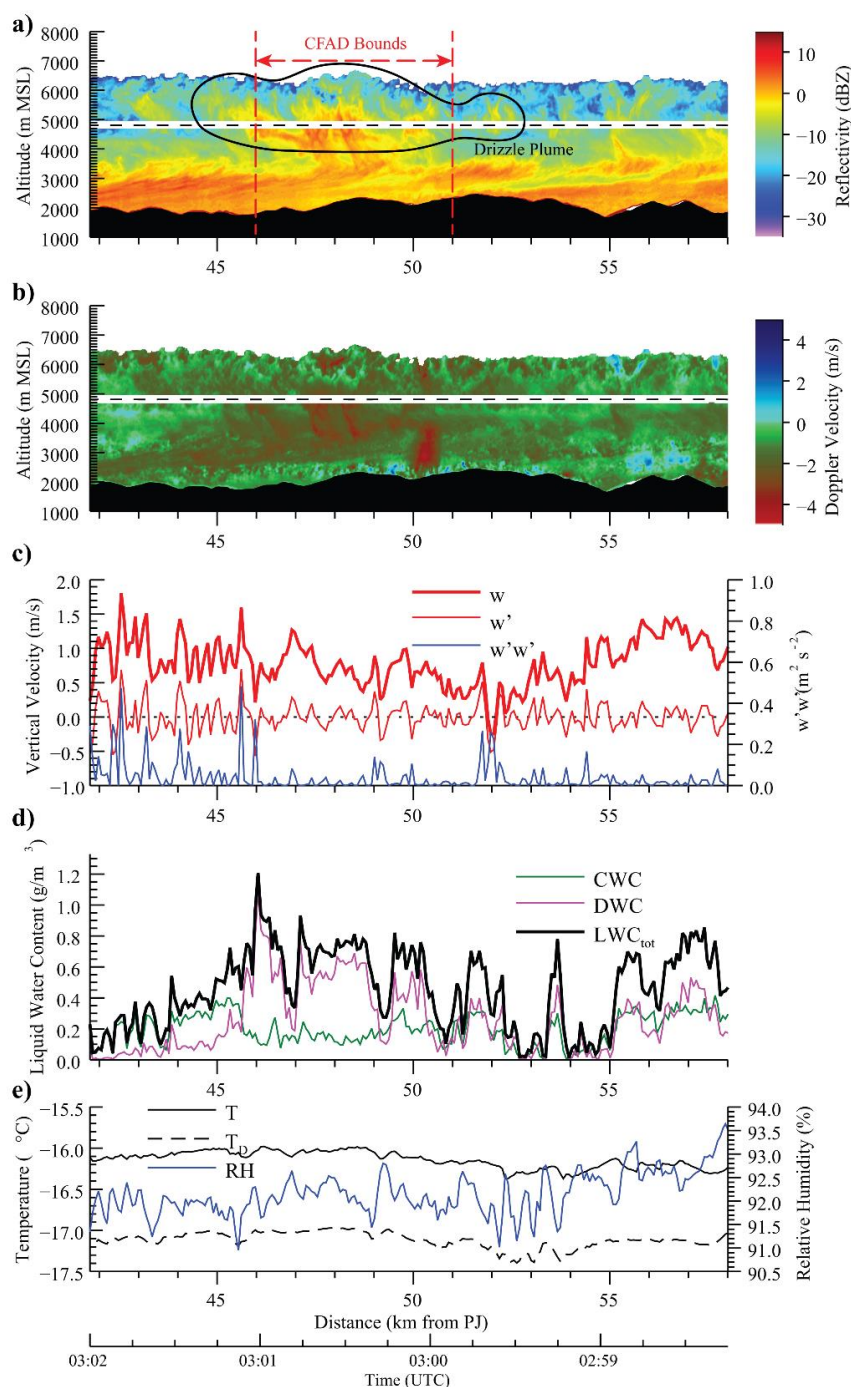 a)
CFAD Bounds
Drizzle Plume
8000
7000
6000
5000
4000
3000
2000
1000
Altitude (m MSL)
45
50
55
10
0
−10
−20
−30
Reflectivity (dBZ)
b)
8000
7000
6000
5000
4000
3000
2000
1000
Altitude (m MSL)
45
50
55
4
2
0
−2
−4
Doppler Velocity (m/s)
c)
2.0
1.5
1.0
0.5
0.0
−0.5
−1.0
Vertical Velocity (m/s)
w
w'
w'w'
45
50
55
1.0
0.8
0.6
0.4
0.2
0.0
w'w' (m² s⁻²)
d)
1.2
1.0
0.8
0.6
0.4
0.2
0.0
Liquid Water Content (g/m³)
CWC
DWC
LWCtot
45
50
55
e)
−15.5
−16.0
−16.5
−17.0
−17.5
Temperature ( °C)
T
TD
RH
94.0
93.5
93.0
92.5
92.0
91.5
91.0
90.5
Relative Humidity (%)
45
50
55
Distance (km from PJ)
03:02
03:01
03:00
02:59
Time (UTC)